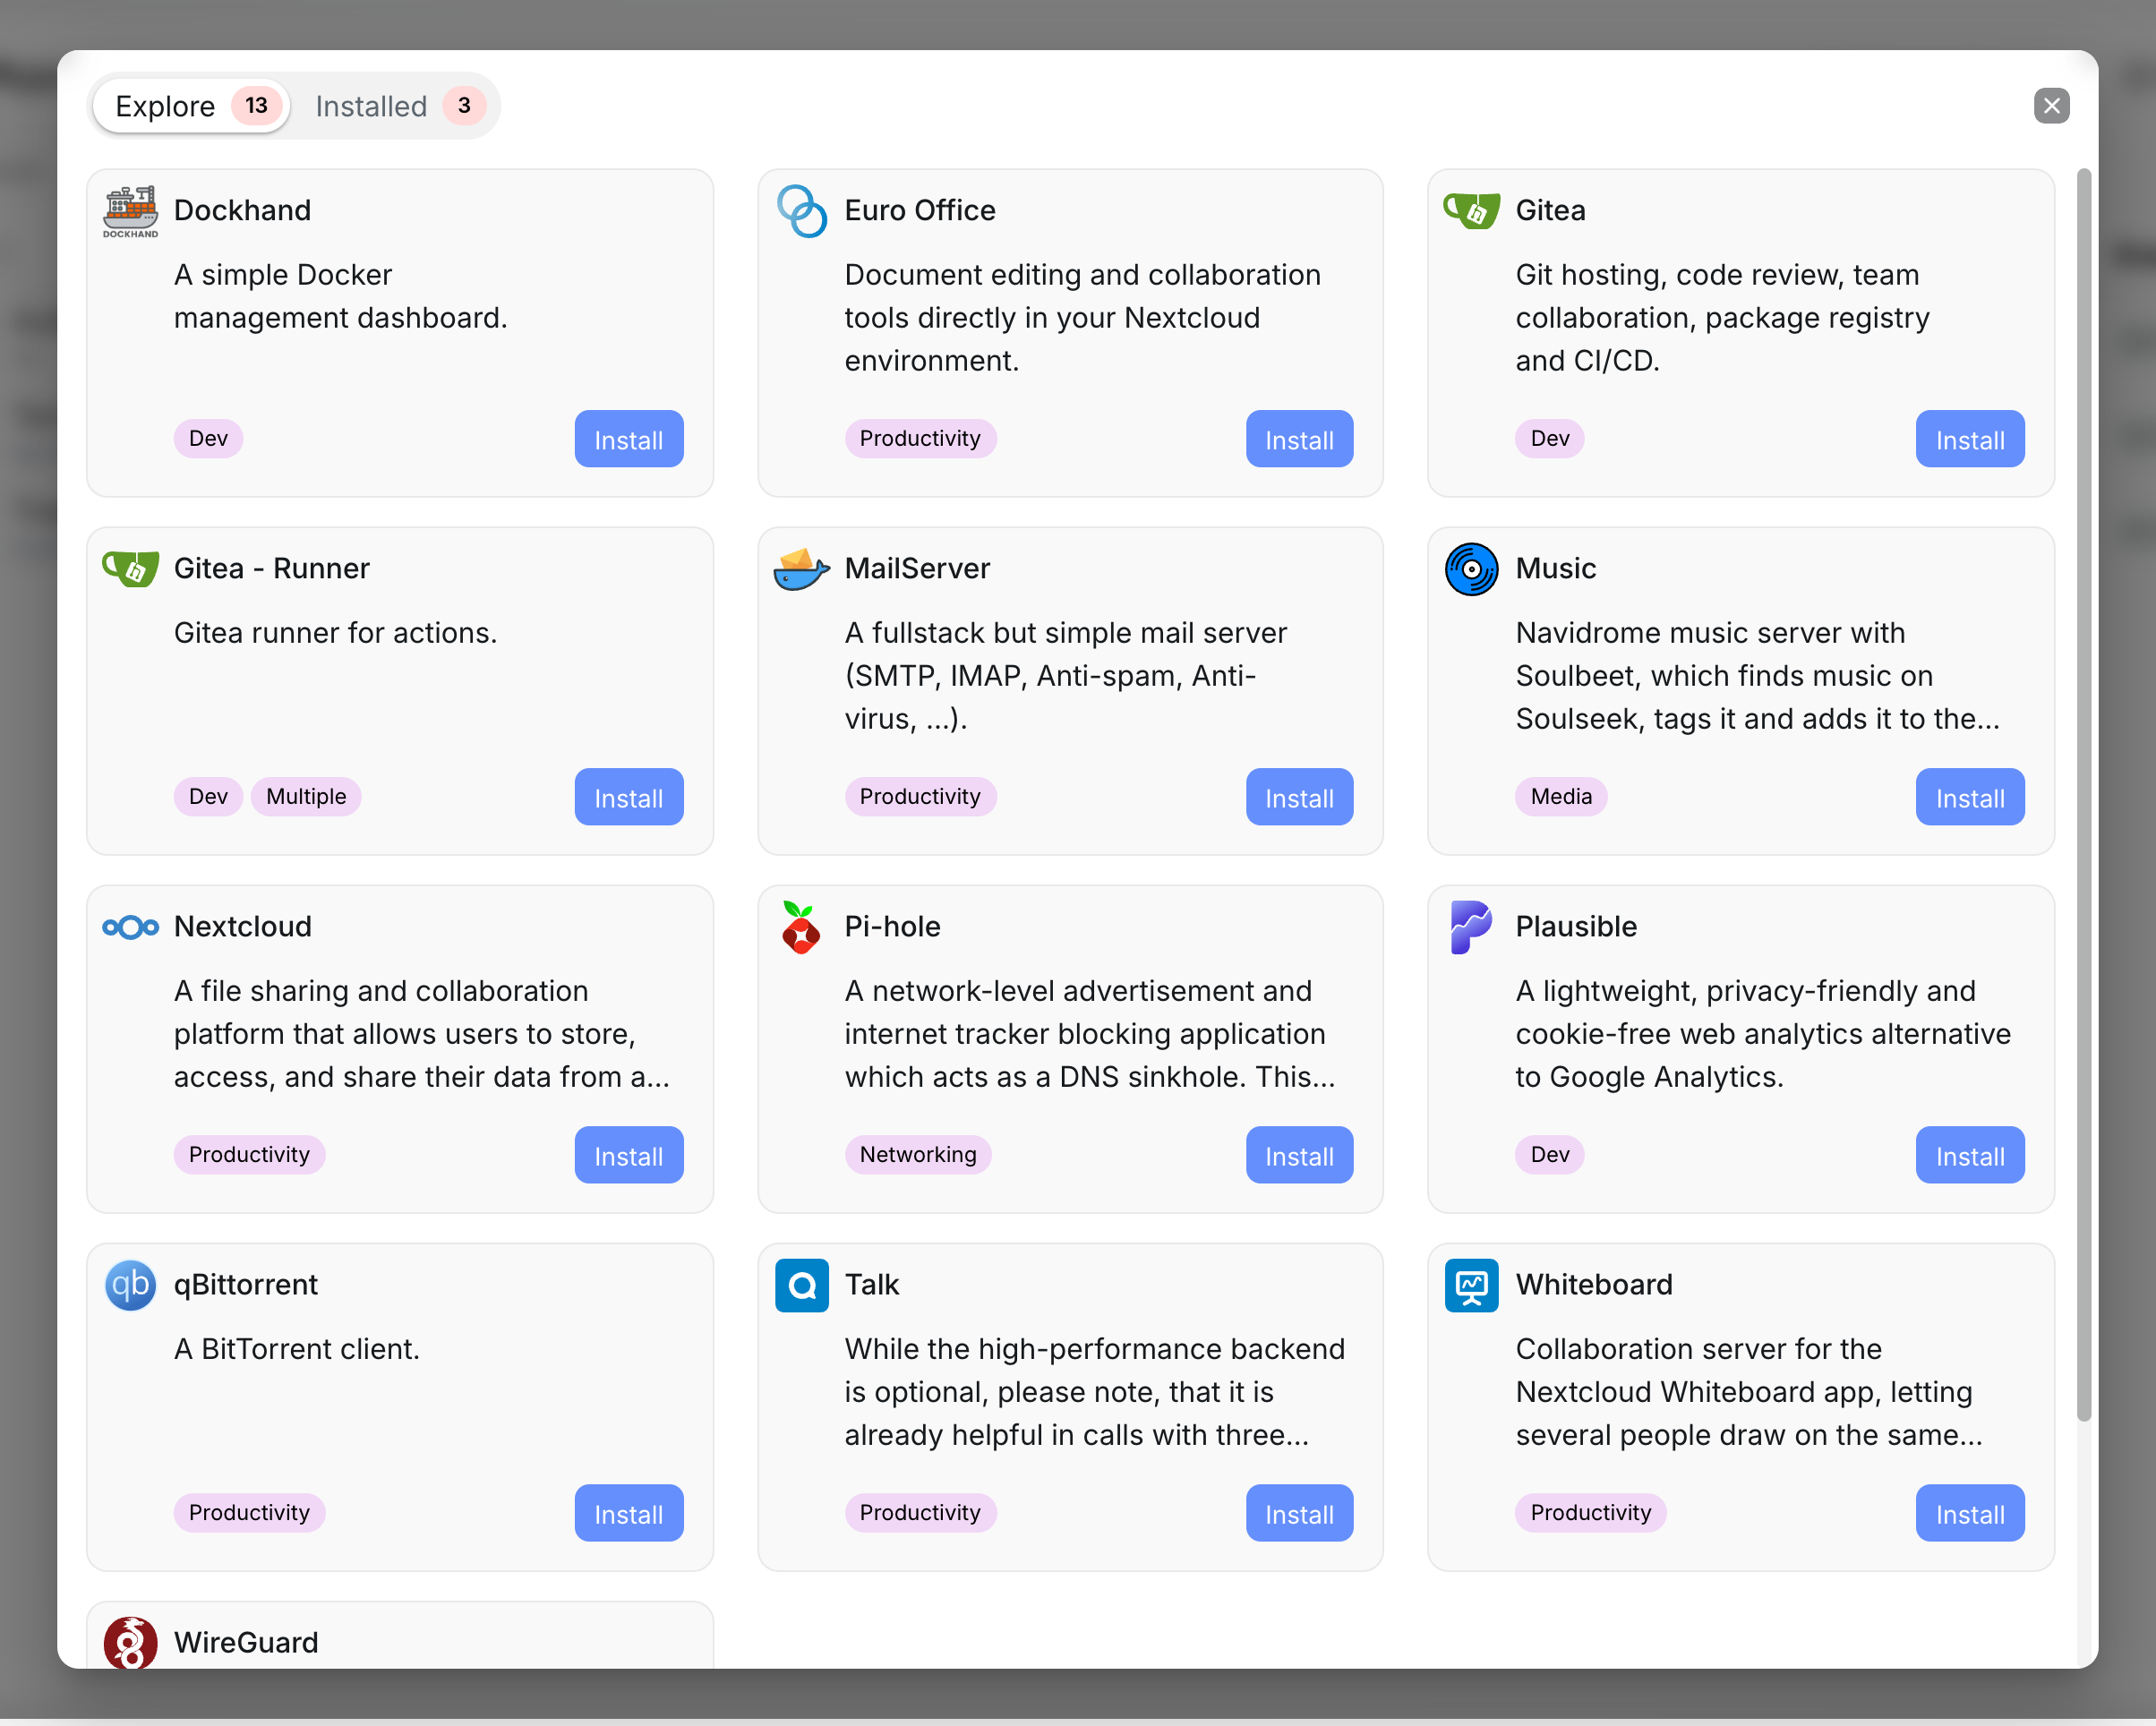 Explore 13 Installed 3
DOCKHAND
Dockhand
A simple Docker
management dashboard.
Dev
Install
Euro Office
Document editing and collaboration
tools directly in your Nextcloud
environment.
Productivity
Install
Gitea
Git hosting, code review, team
collaboration, package registry
and CI/CD.
Dev
Install
Gitea - Runner
Gitea runner for actions.
Dev Multiple
Install
MailServer
A fullstack but simple mail server
(SMTP, IMAP, Anti-spam, Anti-
virus, ...).
Productivity
Install
Music
Navidrome music server with
Soulbeet, which finds music on
Soulseek, tags it and adds it to the...
Media
Install
Nextcloud
A file sharing and collaboration
platform that allows users to store,
access, and share their data from a...
Productivity
Install
Pi-hole
A network-level advertisement and
internet tracker blocking application
which acts as a DNS sinkhole. This...
Networking
Install
Plausible
A lightweight, privacy-friendly and
cookie-free web analytics alternative
to Google Analytics.
Dev
Install
qb
qBittorrent
A BitTorrent client.
Productivity
Install
Talk
While the high-performance backend
is optional, please note, that it is
already helpful in calls with three...
Productivity
Install
Whiteboard
Collaboration server for the
Nextcloud Whiteboard app, letting
several people draw on the same...
Productivity
Install
WireGuard